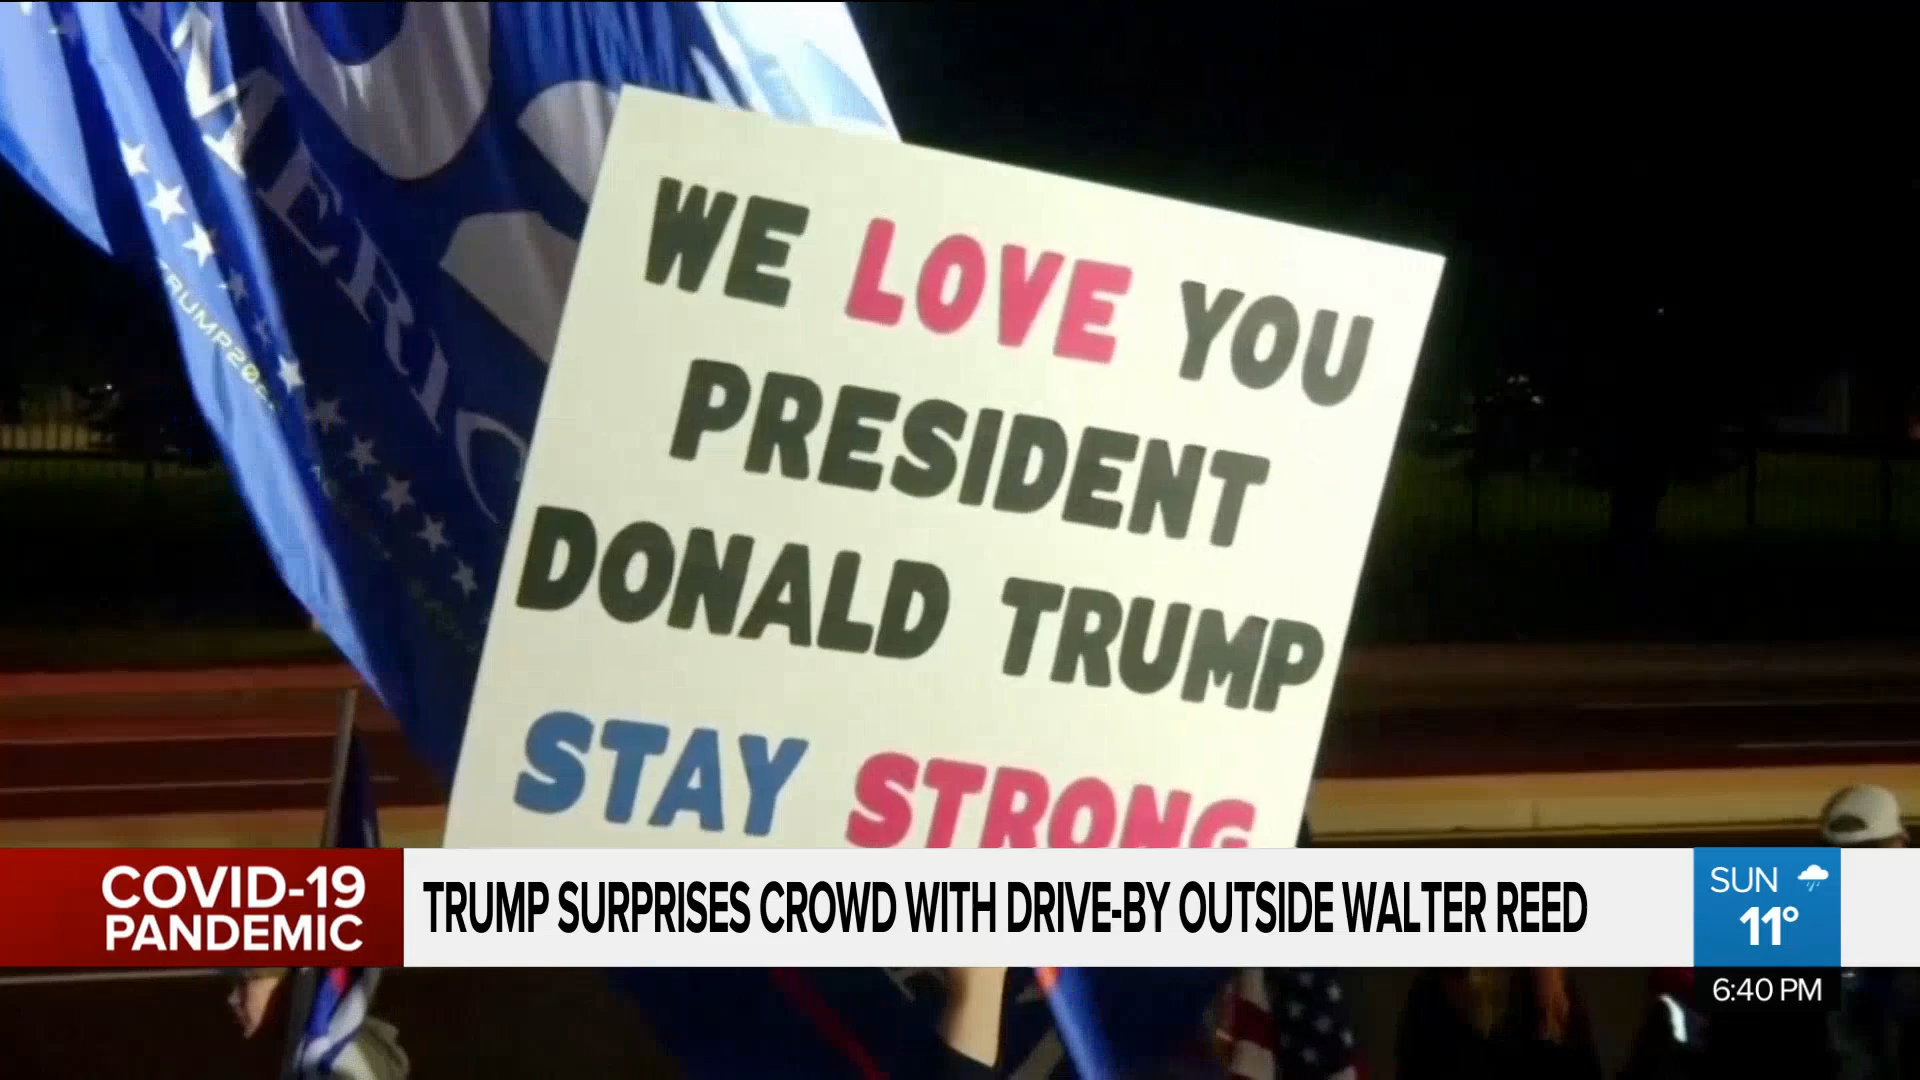 WE LOVE YOU
PRESIDENT
DONALD TRUMP
STAY STRONG
COVID-19
PANDEMIC
TRUMP SURPRISES CROWD WITH DRIVE-BY OUTSIDE WALTER REED
SUN
11°
6:40 PM